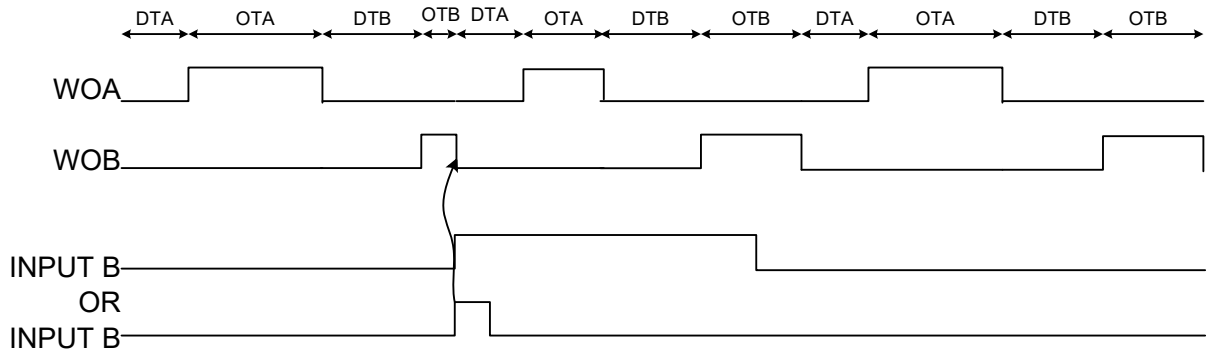 DTA OTA DTB OTB DTA OTA DTB OTB DTA OTA DTB OTB
WOA
WOB
INPUT B
OR
INPUT B